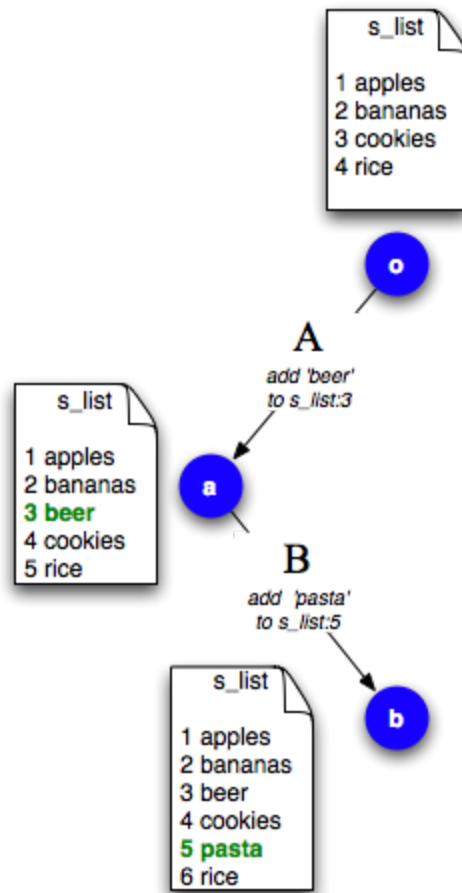 s_list
1 apples
2 bananas
3 cookies
4 rice
o
A
add 'beer'
to s_list:3
s_list
1 apples
2 bananas
3 beer
4 cookies
5 rice
a
B
add 'pasta'
to s_list:5
s_list
1 apples
2 bananas
3 beer
4 cookies
5 pasta
6 rice
b